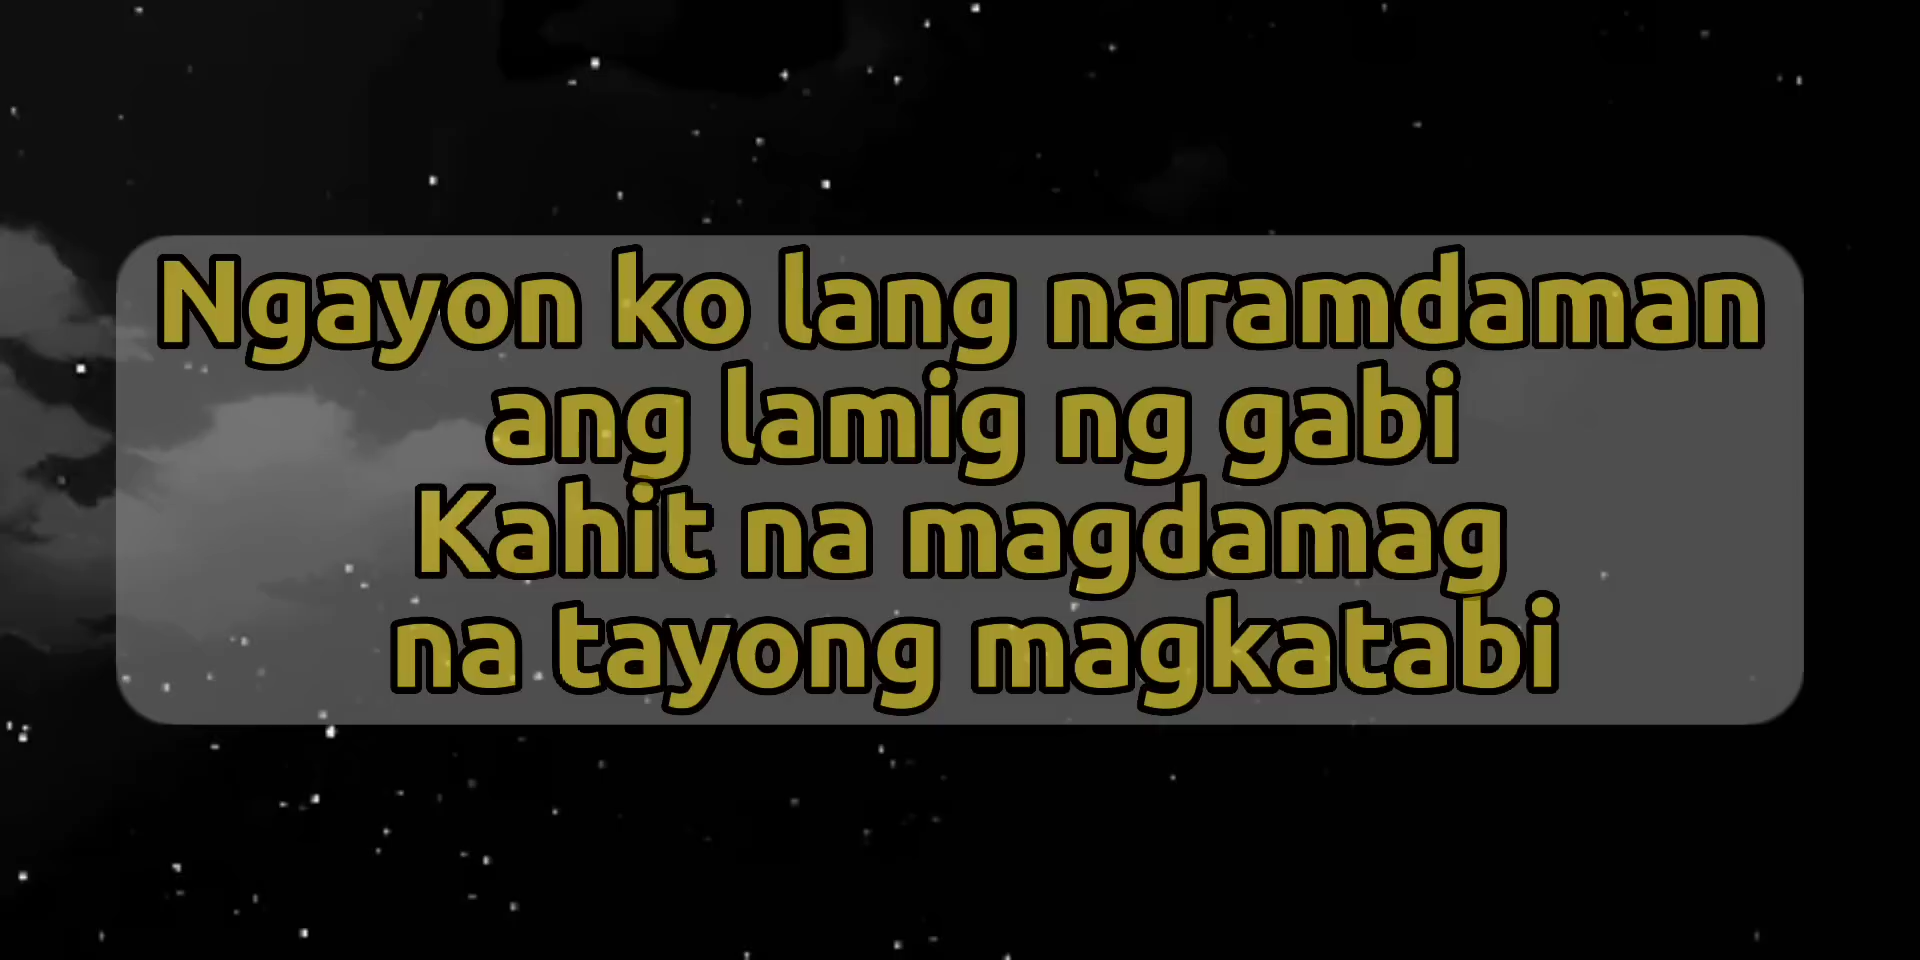 Ngayon ko lang naramdaman
ang lamig ng gabi
Kahit na magdamag
na tayong magkatabi